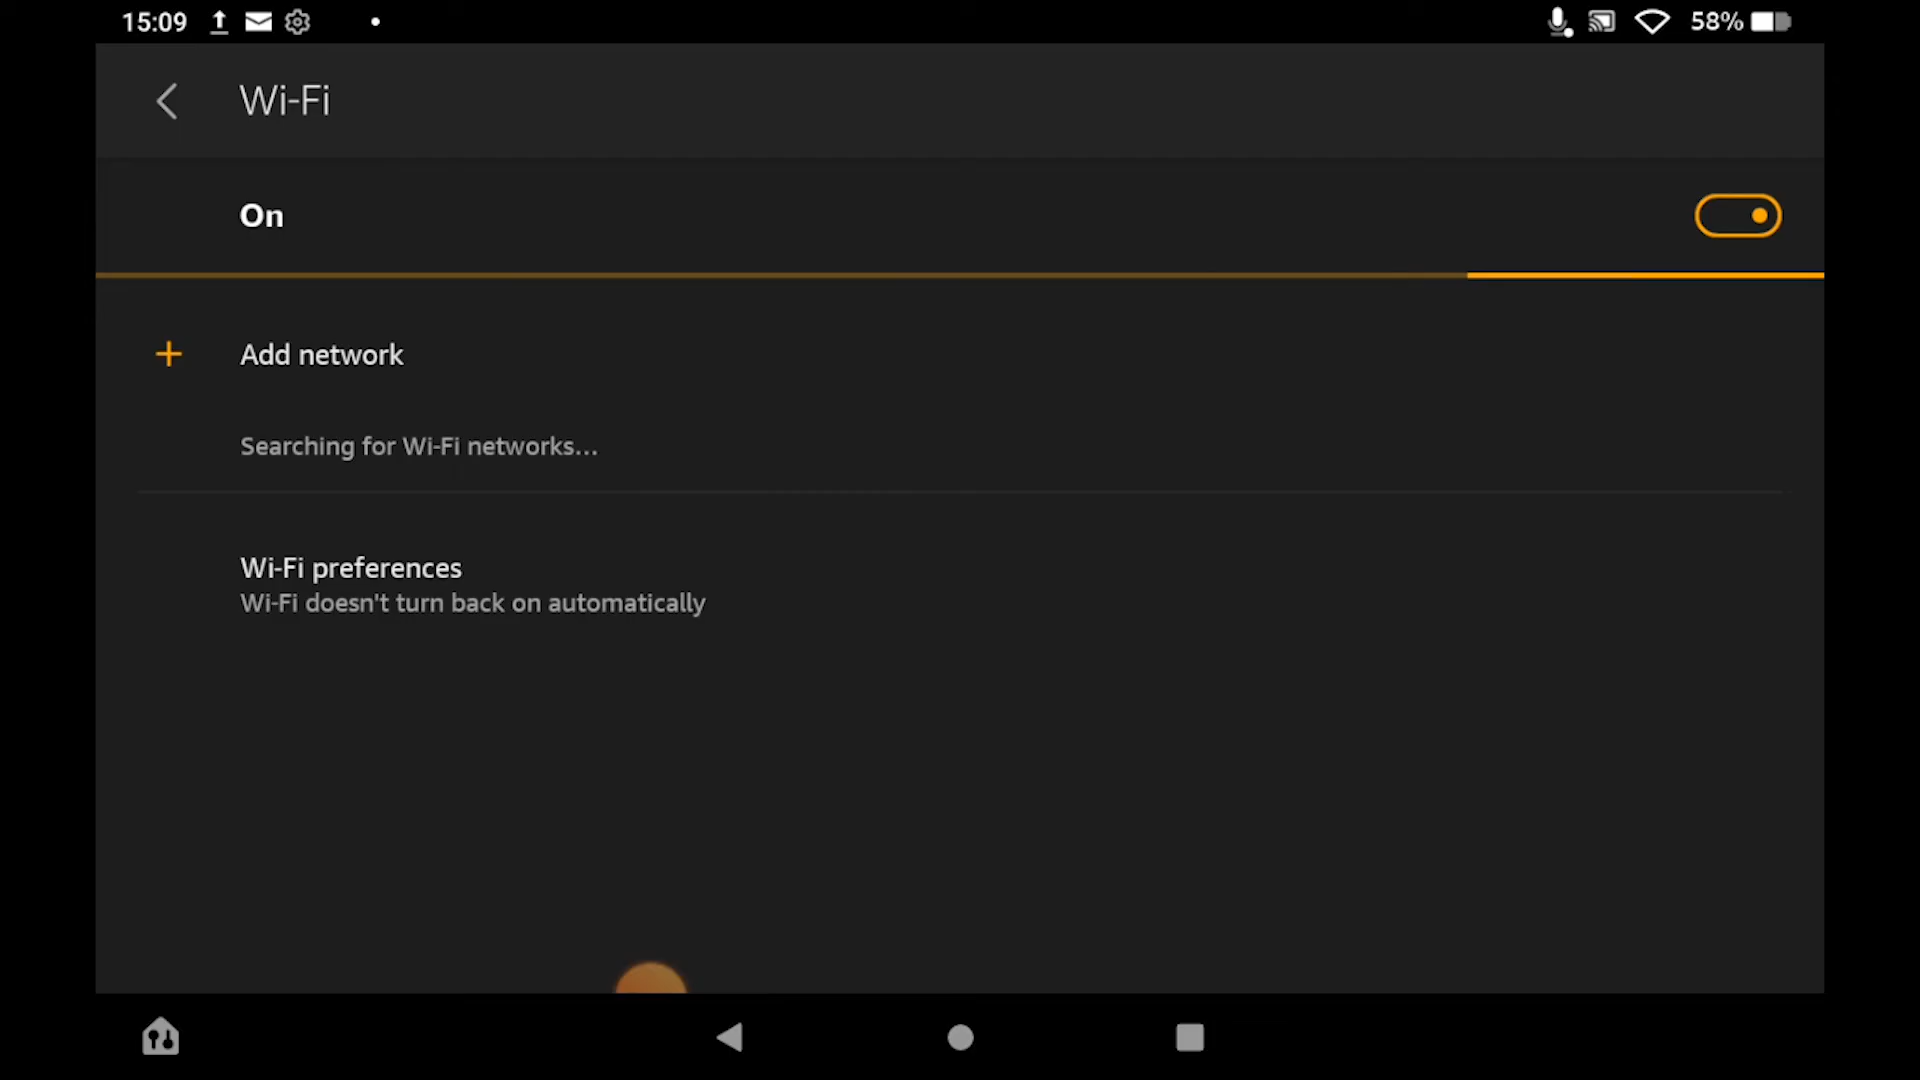 15:09
58%
Wi-Fi
On
Add network
Searching for Wi-Fi networks...
Wi-Fi preferences
Wi-Fi doesn't turn back on automatically